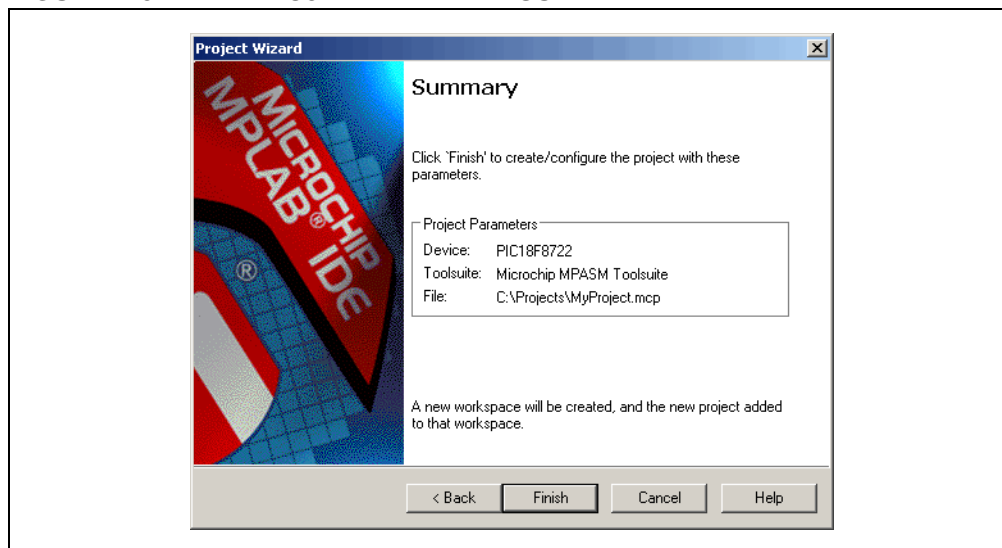 Project Wizard
MICROCHIP
MPLAB® IDE
®
Summary
Click `Finish' to create/configure the project with these
parameters.
Project Parameters
Device: PIC18F8722
Toolsuite: Microchip MPASM Toolsuite
File: C:\Projects\MyProject.mcp
A new workspace will be created, and the new project added
to that workspace.
< Back Finish Cancel Help